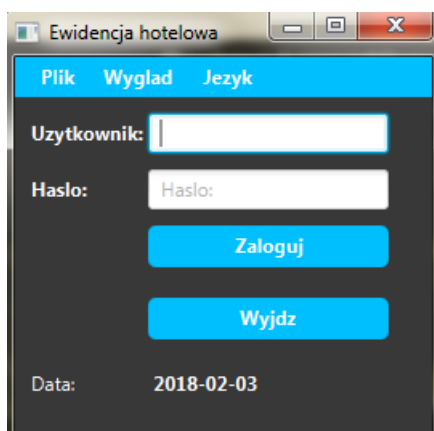 Ewidencja hotelowa
Plik Wyglad Jezyk
Uzytkownik:
Haslo: Haslo:
Zaloguj
Wyjdz
Data: 2018-02-03